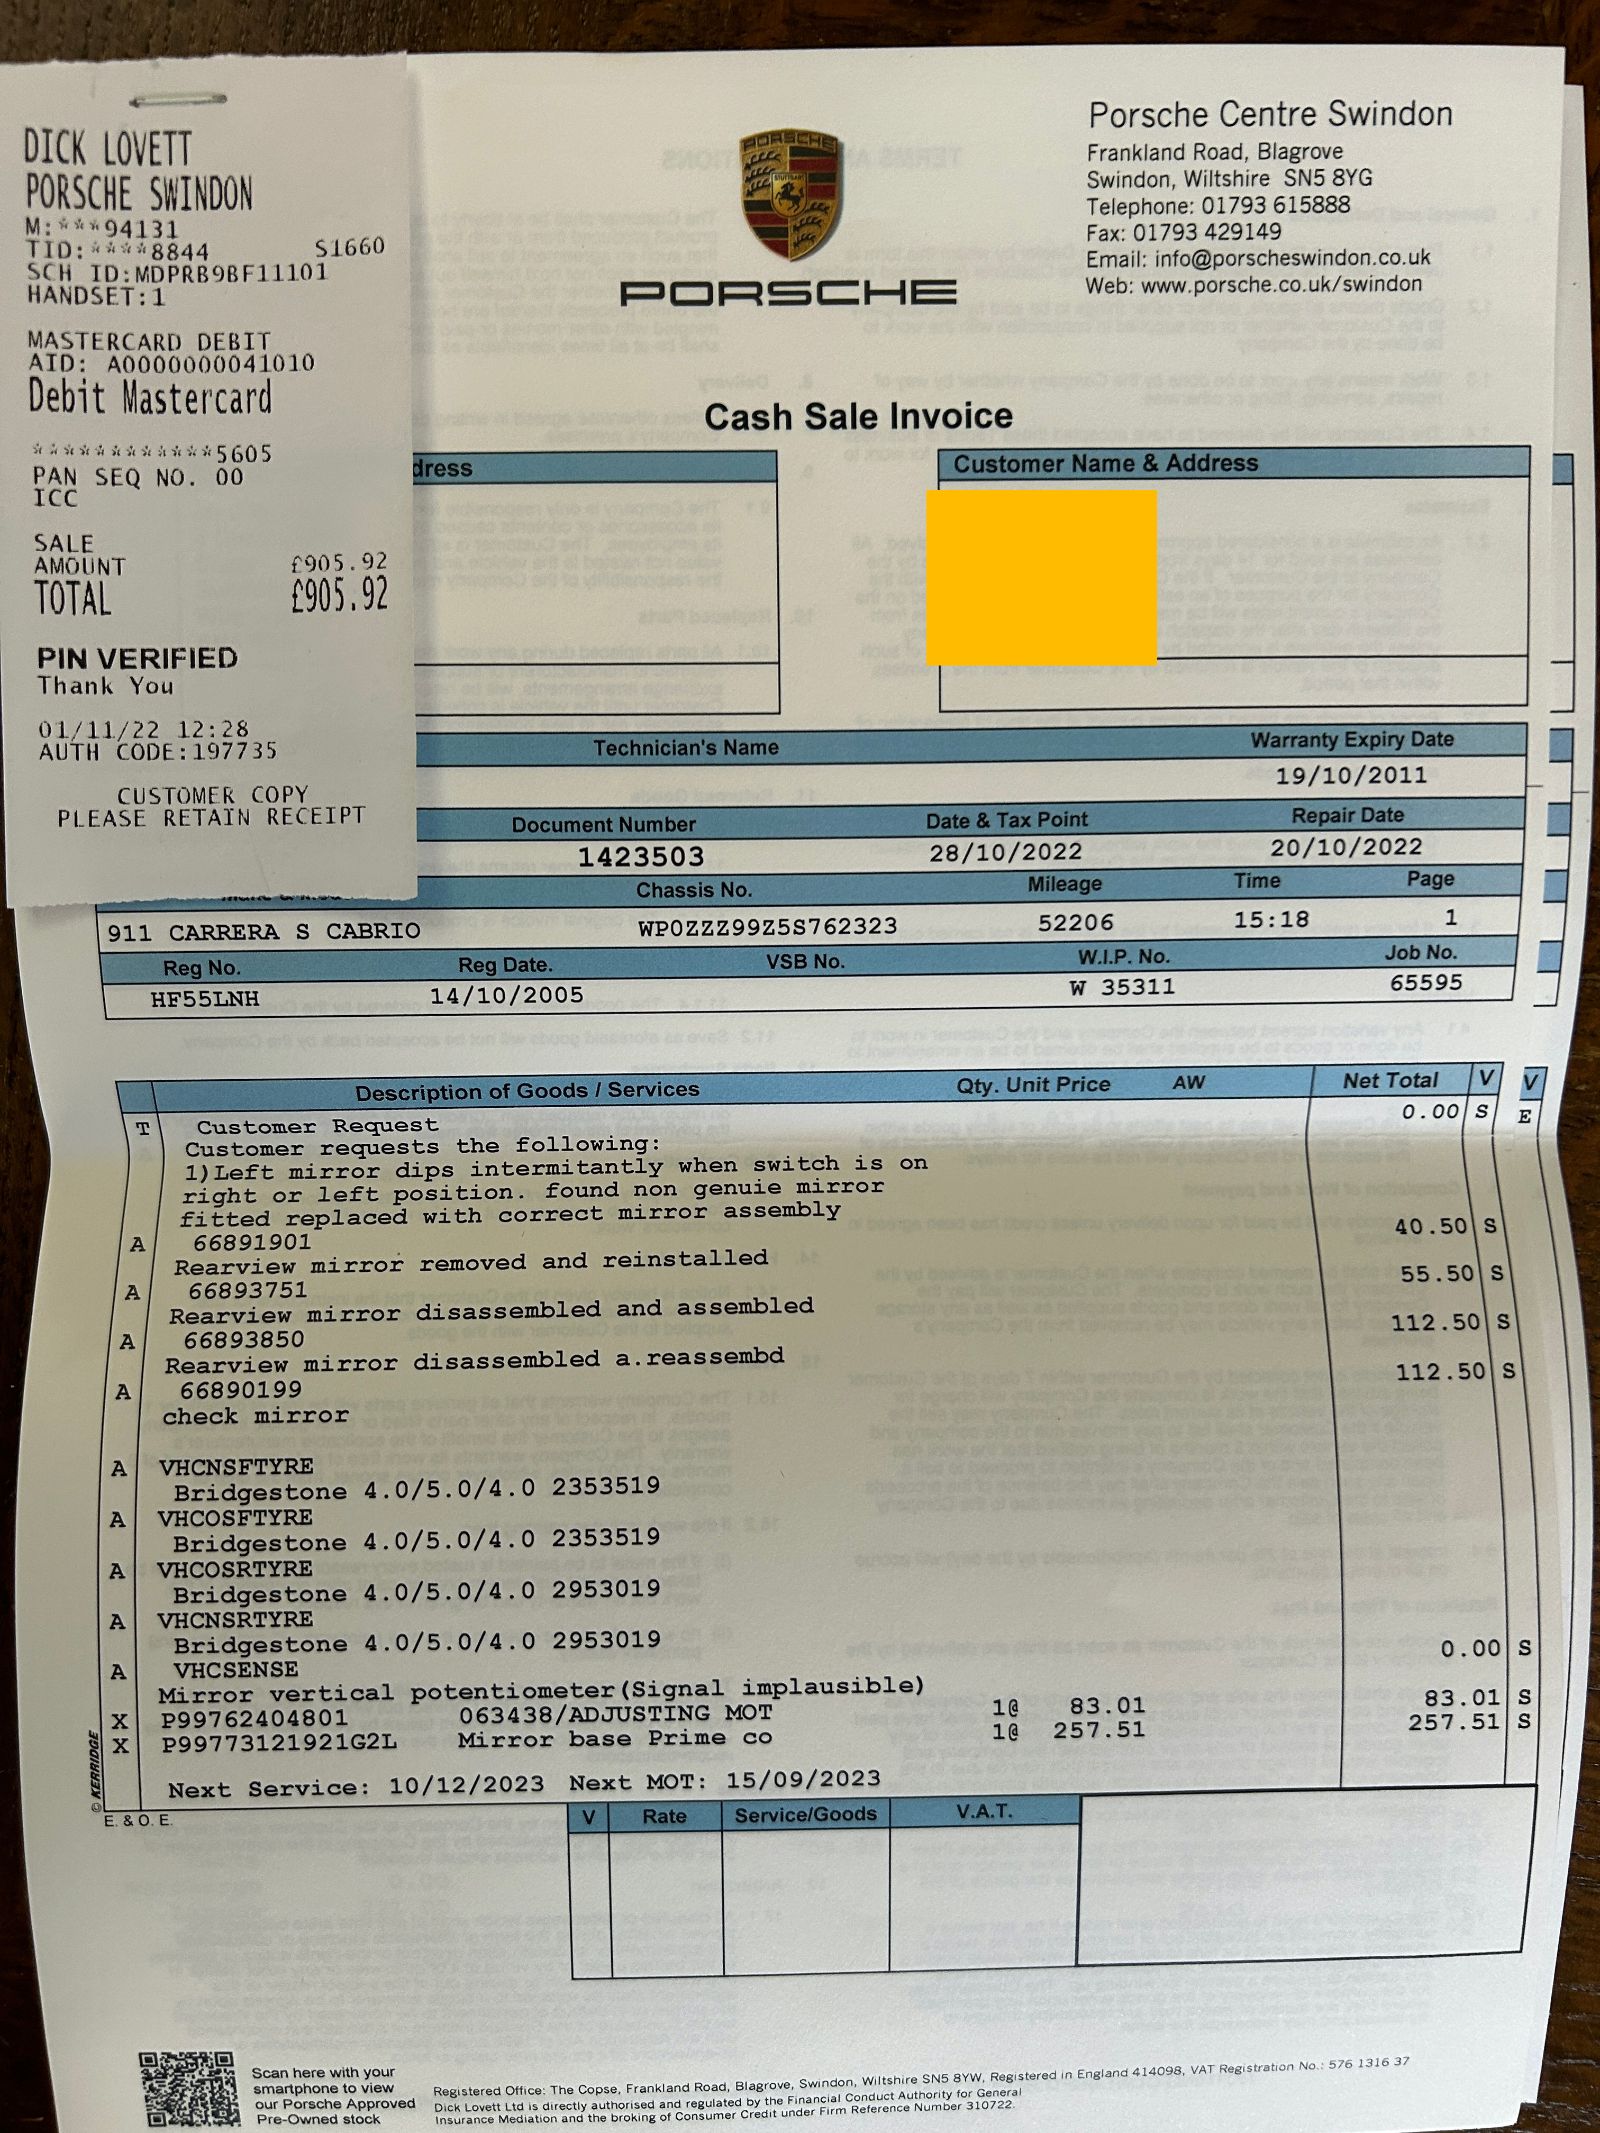 DICK LOVETT
PORSCHE SWINDON
M:***94131
TID:****8844 S1660
SCH ID:MDPRB9BF11101
HANDSET:1
MASTERCARD DEBIT
AID: A0000000041010
Debit Mastercard
************5605
PAN SEQ NO. 00
ICC
SALE
AMOUNT £905.92
TOTAL £905.92
PIN VERIFIED
Thank You
01/11/22 12:28
AUTH CODE:197735
CUSTOMER COPY
PLEASE RETAIN RECEIPT
PORSCHE
STUTTGART
PORSCHE
Porsche Centre Swindon
Frankland Road, Blagrove
Swindon, Wiltshire SN5 8YG
Telephone: 01793 615888
Fax: 01793 429149
Email: info@porscheswindon.co.uk
Web: www.porsche.co.uk/swindon
Cash Sale Invoice
dress Customer Name & Address
Technician's Name Warranty Expiry Date
19/10/2011
Document Number Date & Tax Point Repair Date
1423503 28/10/2022 20/10/2022
Chassis No. Mileage Time Page
911 CARRERA S CABRIO WP0ZZZ99Z5S762323 52206 15:18 1
Reg No. Reg Date. VSB No. W.I.P. No. Job No.
HF55LNH 14/10/2005 W 35311 65595
Description of Goods / Services Qty. Unit Price AW Net Total V V
T Customer Request 0.00 S E
Customer requests the following:
1)Left mirror dips intermitantly when switch is on
right or left position. found non genuie mirror
fitted replaced with correct mirror assembly
A 66891901 40.50 S
Rearview mirror removed and reinstalled
A 66893751 55.50 S
Rearview mirror disassembled and assembled
A 66893850 112.50 S
Rearview mirror disassembled a.reassembd
A 66890199 112.50 S
check mirror
A VHCNSFTYRE
Bridgestone 4.0/5.0/4.0 2353519
A VHCOSFTYRE
Bridgestone 4.0/5.0/4.0 2353519
A VHCOSRTYRE
Bridgestone 4.0/5.0/4.0 2953019
A VHCNSRTYRE
Bridgestone 4.0/5.0/4.0 2953019
A VHCSENSE 0.00 S
Mirror vertical potentiometer(Signal implausible)
X P99762404801 063438/ADJUSTING MOT 1@ 83.01 83.01 S
X P99773121921G2L Mirror base Prime co 1@ 257.51 257.51 S
Next Service: 10/12/2023 Next MOT: 15/09/2023
© KERRIDGE
E. & O. E.
V Rate Service/Goods V.A.T.
Scan here with your
smartphone to view
our Porsche Approved
Pre-Owned stock
Registered Office: The Copse, Frankland Road, Blagrove, Swindon, Wiltshire SN5 8YW, Registered in England 414098, VAT Registration No.: 576 1316 37
Dick Lovett Ltd is directly authorised and regulated by the Financial Conduct Authority for General
Insurance Mediation and the broking of Consumer Credit under Firm Reference Number 310722.